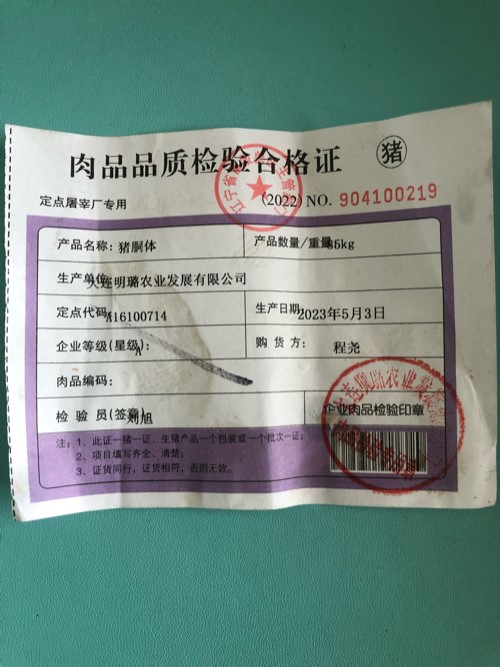 肉品品质检验合格证 猪
定点屠宰厂专用 (2022) NO. 904100219
产品名称: 猪胴体 产品数量/重量 85kg
生产单位 大连明璐农业发展有限公司
定点代码 A16100714 生产日期 2023年5月3日
企业等级(星级) A 购货方: 程尧
肉品编码:
检验员(签章) 刘旭 企业肉品检验印章
注: 1、此证一猪一证, 生猪产品一个包装或一个批次一证;
2、项目填写齐全、清楚;
3、证货同行, 证货相符, 否则无效。